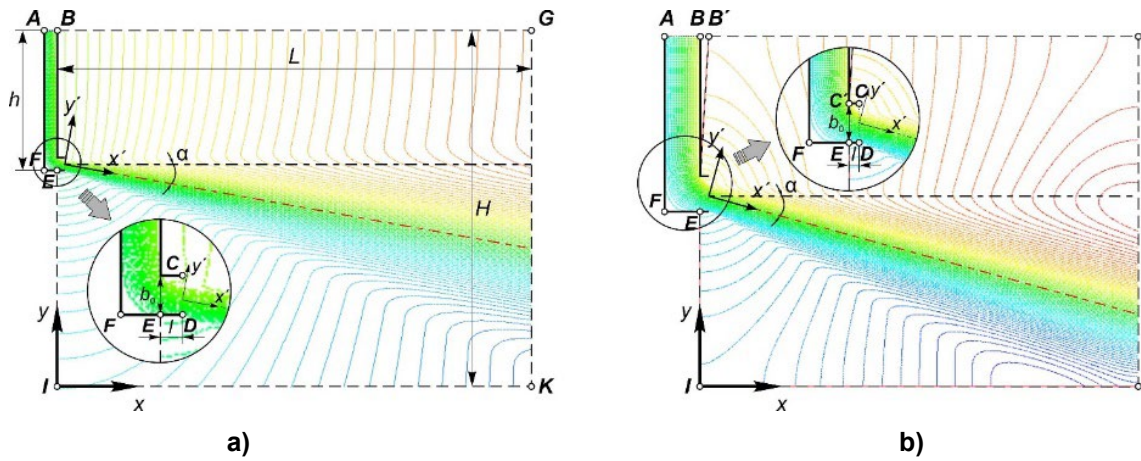 A B G
L
h
y´
F
E
x´
α
H
C y´
b₀
x´
F E l D
y
I
x
K
a)
A B B´
C´ C y´
b₀
x´
F E l D
y´
F
x´
α
E
y
I
x
b)